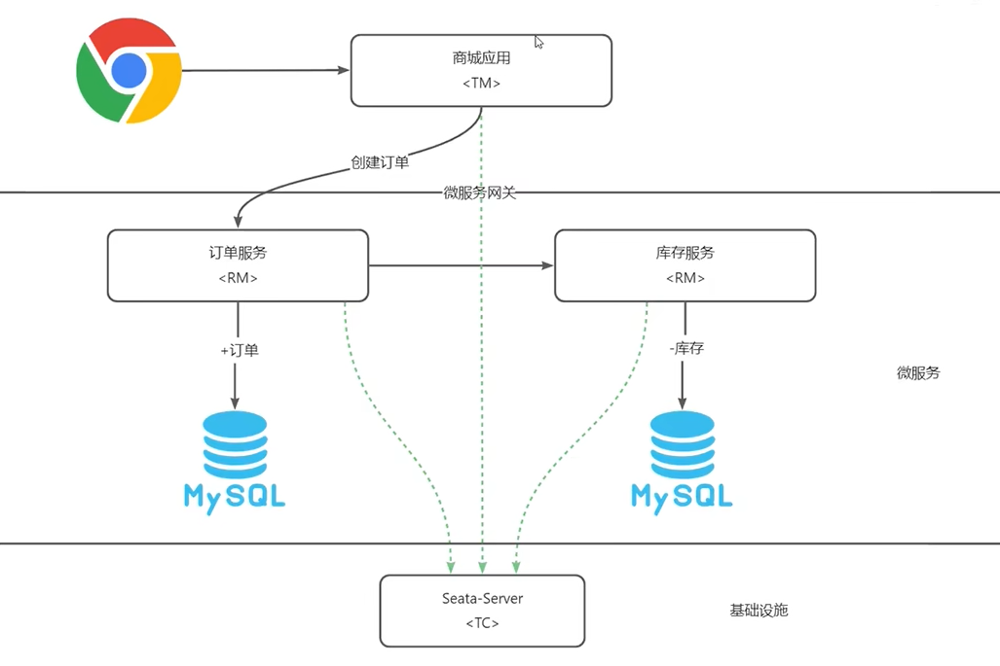 商城应用
<TM>
创建订单
微服务网关
订单服务
<RM>
库存服务
<RM>
+订单
-库存
微服务
MySQL
MySQL
Seata-Server
<TC>
基础设施